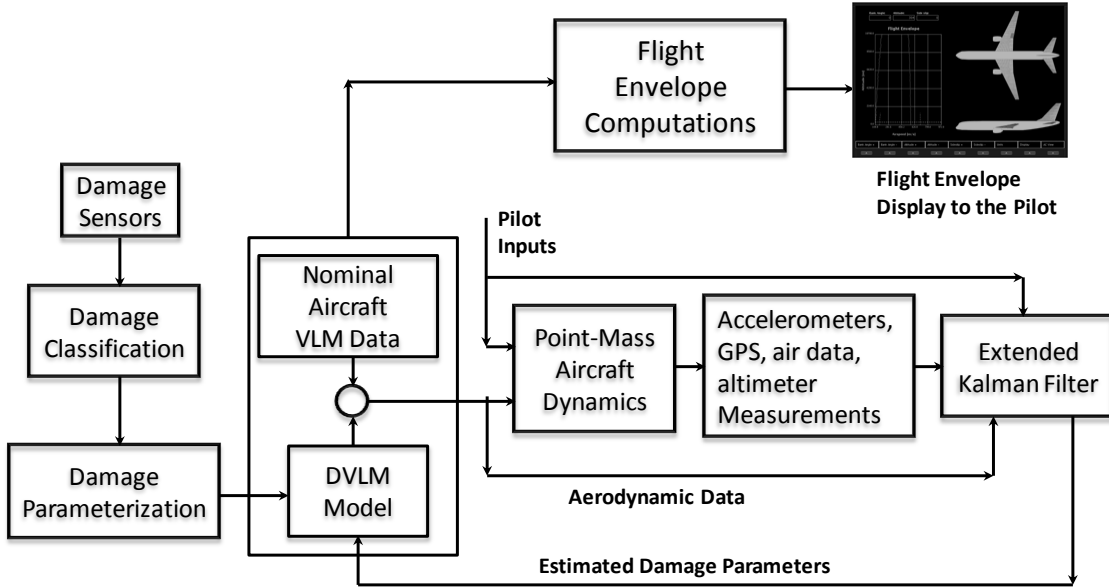 Flight
Envelope
Computations
Flight Envelope
Flight Envelope
Display to the Pilot
Damage
Sensors
Pilot
Inputs
Nominal
Aircraft
VLM Data
Damage
Classification
Point-Mass
Aircraft
Dynamics
Accelerometers,
GPS, air data,
altimeter
Measurements
Extended
Kalman Filter
Damage
Parameterization
DVLM
Model
Aerodynamic Data
Estimated Damage Parameters